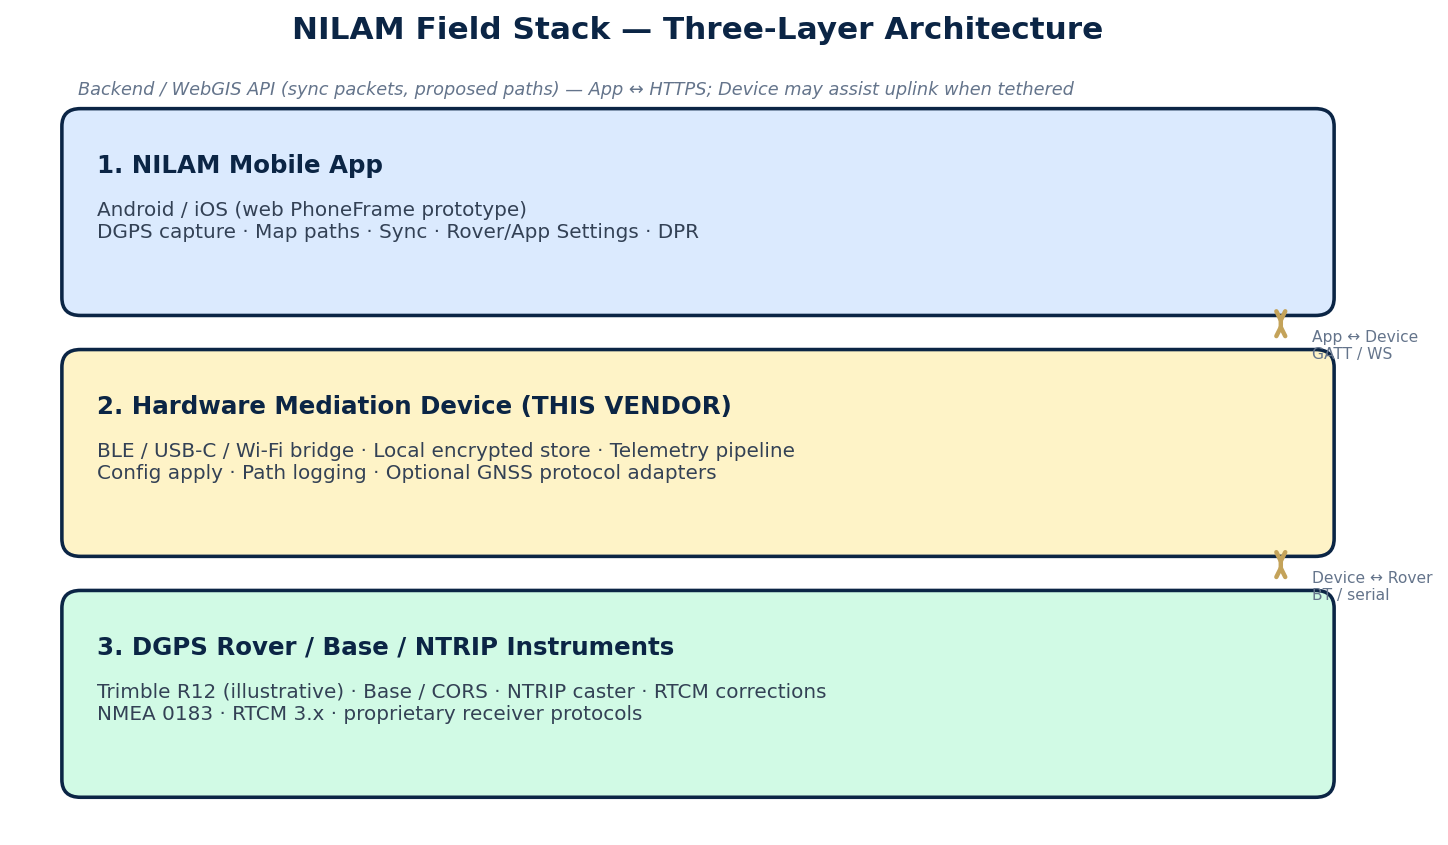 NILAM Field Stack — Three-Layer Architecture
Backend / WebGIS API (sync packets, proposed paths) — App ↔ HTTPS; Device may assist uplink when tethered
1. NILAM Mobile App
Android / iOS (web PhoneFrame prototype)
DGPS capture · Map paths · Sync · Rover/App Settings · DPR
App ↔ Device
GATT / WS
2. Hardware Mediation Device (THIS VENDOR)
BLE / USB-C / Wi-Fi bridge · Local encrypted store · Telemetry pipeline
Config apply · Path logging · Optional GNSS protocol adapters
Device ↔ Rover
BT / serial
3. DGPS Rover / Base / NTRIP Instruments
Trimble R12 (illustrative) · Base / CORS · NTRIP caster · RTCM corrections
NMEA 0183 · RTCM 3.x · proprietary receiver protocols